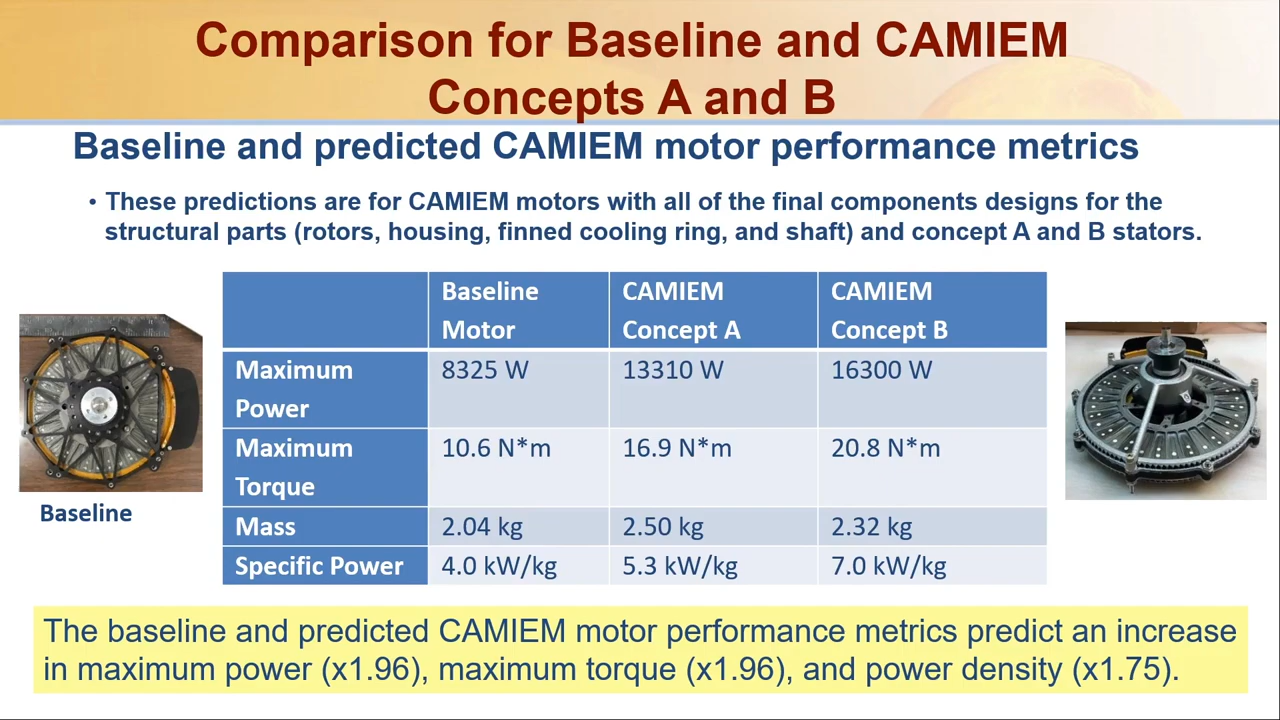 Comparison for Baseline and CAMIEM
Concepts A and B
Baseline and predicted CAMIEM motor performance metrics
• These predictions are for CAMIEM motors with all of the final components designs for the
structural parts (rotors, housing, finned cooling ring, and shaft) and concept A and B stators.
Baseline Motor CAMIEM Concept A CAMIEM Concept B
Maximum Power 8325 W 13310 W 16300 W
Maximum Torque 10.6 N*m 16.9 N*m 20.8 N*m
Mass 2.04 kg 2.50 kg 2.32 kg
Specific Power 4.0 kW/kg 5.3 kW/kg 7.0 kW/kg
Baseline
The baseline and predicted CAMIEM motor performance metrics predict an increase
in maximum power (x1.96), maximum torque (x1.96), and power density (x1.75).